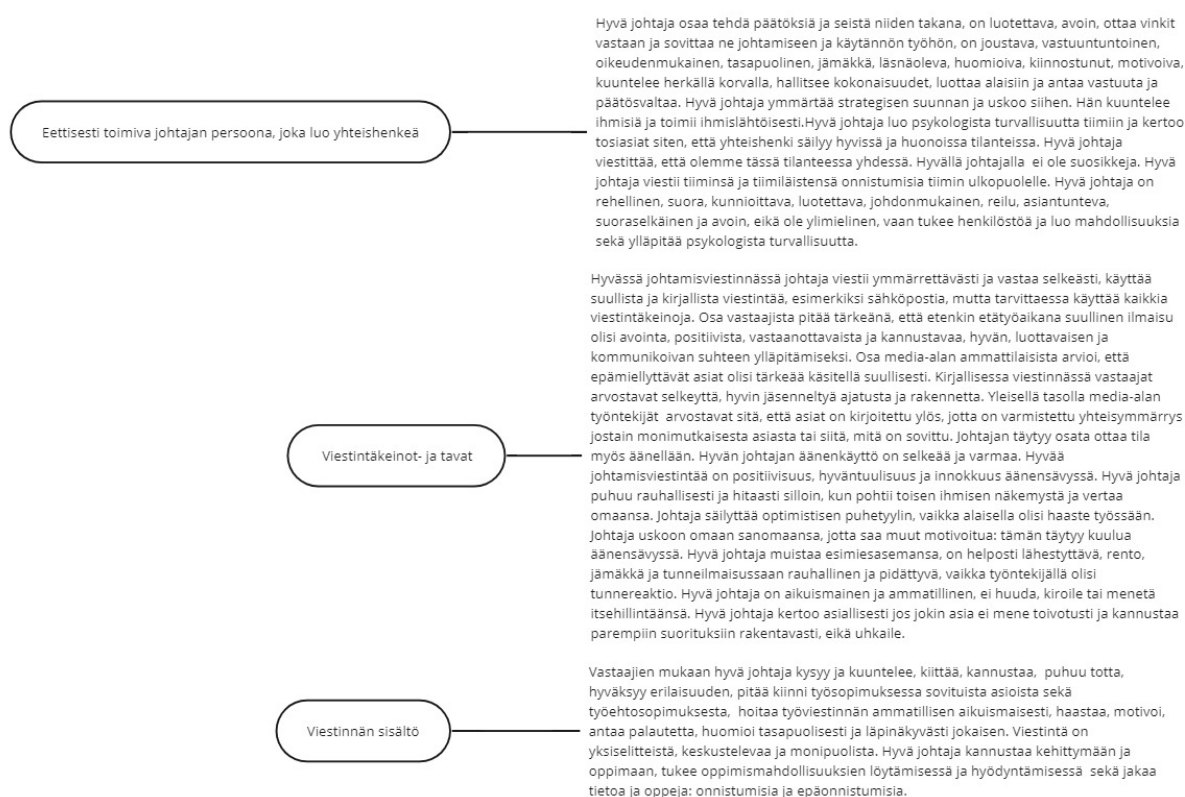 Eettisesti toimiva johtajan persoona, joka luo yhteishenkeä
Hyvä johtaja osaa tehdä päätöksiä ja seistä niiden takana, on luotettava, avoin, ottaa vinkit
vastaan ja sovittaa ne johtamiseen ja käytännön työhön, on joustava, vastuuntuntoinen,
oikeudenmukainen, tasapuolinen, jämäkkä, läsnäoleva, huomioiva, kiinnostunut, motivoiva,
kuuntelee herkällä korvalla, hallitsee kokonaisuudet, luottaa alaisiin ja antaa vastuuta ja
päätösvaltaa. Hyvä johtaja ymmärtää strategisen suunnan ja uskoo siihen. Hän kuuntelee
ihmisiä ja toimii ihmislähtöisesti.Hyvä johtaja luo psykologista turvallisuutta tiimiin ja kertoo
tosiasiat siten, että yhteishenki säilyy hyvissä ja huonoissa tilanteissa. Hyvä johtaja
viestittää, että olemme tässä tilanteessa yhdessä. Hyvällä johtajalla  ei ole suosikkeja. Hyvä
johtaja viestii tiiminsä ja tiimiläistensä onnistumisia tiimin ulkopuolelle. Hyvä johtaja on
rehellinen, suora, kunnioittava, luotettava, johdonmukainen, reilu, asiantunteva,
suoraselkäinen ja avoin, eikä ole ylimielinen, vaan tukee henkilöstöä ja luo mahdollisuuksia
sekä ylläpitää psykologista turvallisuutta.
Viestintäkeinot- ja tavat
Hyvässä johtamisviestinnässä johtaja viestii ymmärrettävästi ja vastaa selkeästi, käyttää
suullista ja kirjallista viestintää, esimerkiksi sähköpostia, mutta tarvittaessa käyttää kaikkia
viestintäkeinoja. Osa vastaajista pitää tärkeänä, että etenkin etätyöaikana suullinen ilmaisu
olisi avointa, positiivista, vastaanottavaista ja kannustavaa, hyvän, luottavaisen ja
kommunikoivan suhteen ylläpitämiseksi. Osa media-alan ammattilaisista arvioi, että
epämiellyttävät asiat olisi tärkeää käsitellä suullisesti. Kirjallisessa viestinnässä vastaajat
arvostavat selkeyttä, hyvin jäsenneltyä ajatusta ja rakennetta. Yleisellä tasolla media-alan
työntekijät  arvostavat sitä, että asiat on kirjoitettu ylös, jotta on varmistettu yhteisymmärrys
jostain monimutkaisesta asiasta tai siitä, mitä on sovittu. Johtajan täytyy osata ottaa tila
myös äänellään. Hyvän johtajan äänenkäyttö on selkeää ja varmaa. Hyvää
johtamisviestintää on positiivisuus, hyväntuulisuus ja innokkuus äänensävyssä. Hyvä johtaja
puhuu rauhallisesti ja hitaasti silloin, kun pohtii toisen ihmisen näkemystä ja vertaa
omaansa. Johtaja säilyttää optimistisen puhetyylin, vaikka alaisella olisi haaste työssään.
Johtaja uskoon omaan sanomaansa, jotta saa muut motivoitua: tämän täytyy kuulua
äänensävyssä. Hyvä johtaja muistaa esimiesasemansa, on helposti lähestyttävä, rento,
jämäkkä ja tunneilmaisussaan rauhallinen ja pidättyvä, vaikka työntekijällä olisi
tunnereaktio. Hyvä johtaja on aikuismainen ja ammatillinen, ei huuda, kiroile tai menetä
itsehillintäänsä. Hyvä johtaja kertoo asiallisesti jos jokin asia ei mene toivotusti ja kannustaa
parempiin suorituksiin rakentavasti, eikä uhkaile.
Viestinnän sisältö
Vastaajien mukaan hyvä johtaja kysyy ja kuuntelee, kiittää, kannustaa,  puhuu totta,
hyväksyy erilaisuuden, pitää kiinni työsopimuksessa sovituista asioista sekä
työehtosopimuksesta,  hoitaa työviestinnän ammatillisen aikuismaisesti, haastaa, motivoi,
antaa palautetta, huomioi tasapuolisesti ja läpinäkyvästi jokaisen. Viestintä on
yksiselitteistä, keskustelevaa ja monipuolista. Hyvä johtaja kannustaa kehittymään ja
oppimaan, tukee oppimismahdollisuuksien löytämisessä ja hyödyntämisessä  sekä jakaa
tietoa ja oppeja: onnistumisia ja epäonnistumisia.